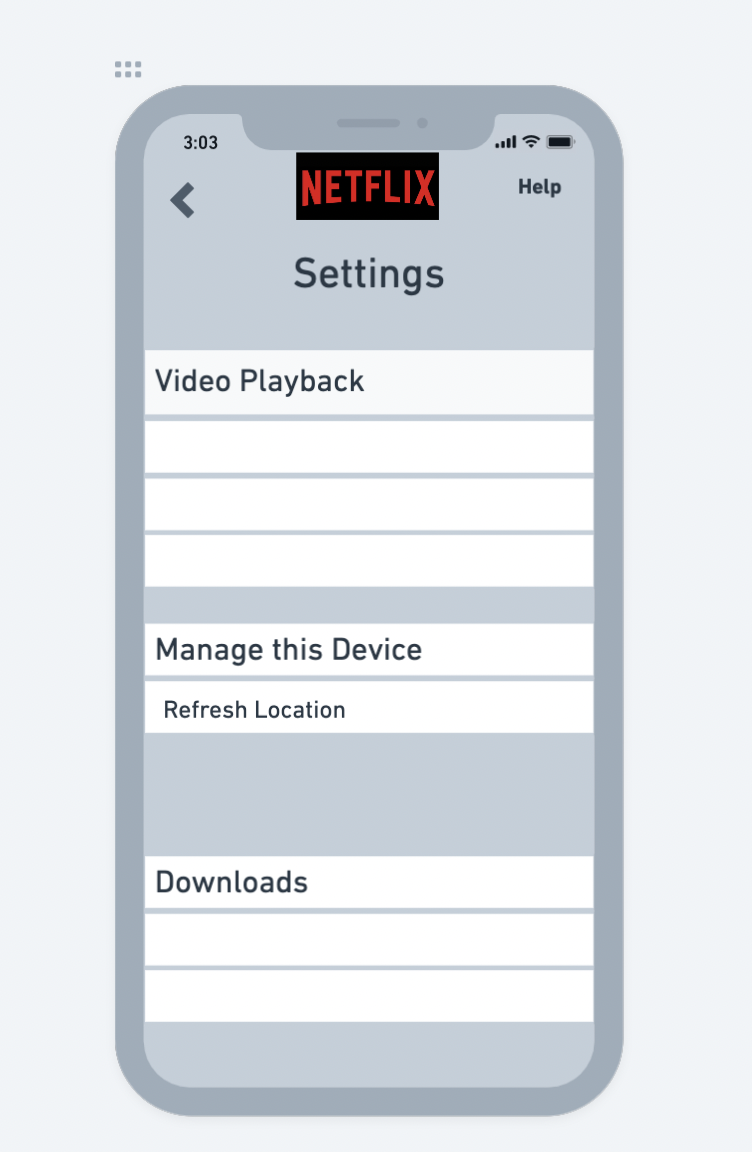 3:03
NETFLIX
Help
Settings
Video Playback
Manage this Device
Refresh Location
Downloads